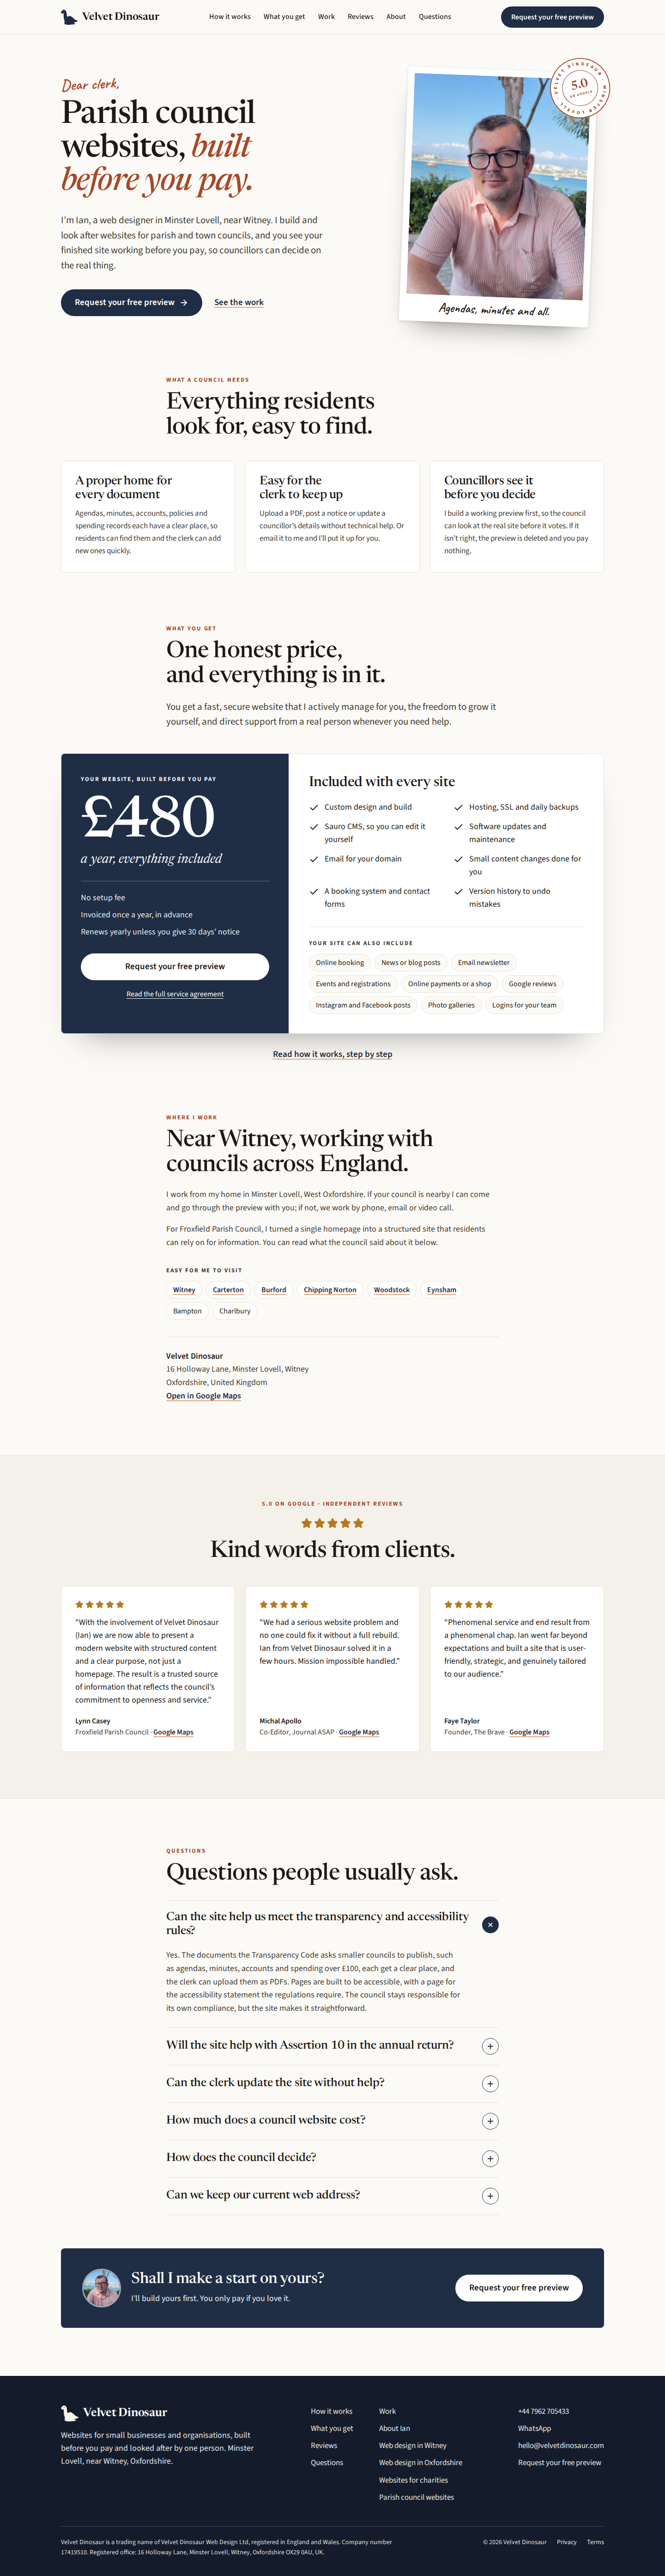 Velvet Dinosaur
How it works
What you get
Work
Reviews
About
Questions
Request your free preview
Dear clerk,
Parish council
websites, built
before you pay.
I'm Ian, a web designer in Minster Lovell, near Witney. I build and
look after websites for parish and town councils, and you see your
finished site working before you pay, so councillors can decide on
the real thing.
Request your free preview
See the work
VELVET DINOSAUR · MINSTER LOVELL ·
5.0
ON GOOGLE
Agendas, minutes and all.
WHAT A COUNCIL NEEDS
Everything residents
look for, easy to find.
A proper home for
every document
Agendas, minutes, accounts, policies and
spending records each have a clear place, so
residents can find them and the clerk can add
new ones quickly.
Easy for the
clerk to keep up
Upload a PDF, post a notice or update a
councillor's details without technical help. Or
email it to me and I'll put it up for you.
Councillors see it
before you decide
I build a working preview first, so the council
can look at the real site before it votes. If it
isn't right, the preview is deleted and you pay
nothing.
WHAT YOU GET
One honest price,
and everything is in it.
You get a fast, secure website that I actively manage for you, the freedom to grow it
yourself, and direct support from a real person whenever you need help.
YOUR WEBSITE, BUILT BEFORE YOU PAY
£480
a year, everything included
No setup fee
Invoiced once a year, in advance
Renews yearly unless you give 30 days' notice
Request your free preview
Read the full service agreement
Included with every site
Custom design and build
Hosting, SSL and daily backups
Sauro CMS, so you can edit it
yourself
Software updates and
maintenance
Email for your domain
Small content changes done for
you
A booking system and contact
forms
Version history to undo
mistakes
YOUR SITE CAN ALSO INCLUDE
Online booking
News or blog posts
Email newsletter
Events and registrations
Online payments or a shop
Google reviews
Instagram and Facebook posts
Photo galleries
Logins for your team
Read how it works, step by step
WHERE I WORK
Near Witney, working with
councils across England.
I work from my home in Minster Lovell, West Oxfordshire. If your council is nearby I can come
and go through the preview with you; if not, we work by phone, email or video call.
For Froxfield Parish Council, I turned a single homepage into a structured site that residents
can rely on for information. You can read what the council said about it below.
EASY FOR ME TO VISIT
Witney
Carterton
Burford
Chipping Norton
Woodstock
Eynsham
Bampton
Charlbury
Velvet Dinosaur
16 Holloway Lane, Minster Lovell, Witney
Oxfordshire, United Kingdom
Open in Google Maps
5.0 ON GOOGLE · INDEPENDENT REVIEWS
Kind words from clients.
"With the involvement of Velvet Dinosaur
(Ian) we are now able to present a
modern website with structured content
and a clear purpose, not just a
homepage. The result is a trusted source
of information that reflects the council's
commitment to openness and service."
Lynn Casey
Froxfield Parish Council · Google Maps
"We had a serious website problem and
no one could fix it without a full rebuild.
Ian from Velvet Dinosaur solved it in a
few hours. Mission impossible handled."
Michal Apollo
Co-Editor, Journal ASAP · Google Maps
"Phenomenal service and end result from
a phenomenal chap. Ian went far beyond
expectations and built a site that is user-
friendly, strategic, and genuinely tailored
to our audience."
Faye Taylor
Founder, The Brave · Google Maps
QUESTIONS
Questions people usually ask.
Can the site help us meet the transparency and accessibility
rules?
Yes. The documents the Transparency Code asks smaller councils to publish, such
as agendas, minutes, accounts and spending over £100, each get a clear place, and
the clerk can upload them as PDFs. Pages are built to be accessible, with a page for
the accessibility statement the regulations require. The council stays responsible for
its own compliance, but the site makes it straightforward.
Will the site help with Assertion 10 in the annual return?
Can the clerk update the site without help?
How much does a council website cost?
How does the council decide?
Can we keep our current web address?
Shall I make a start on yours?
I'll build yours first. You only pay if you love it.
Request your free preview
Velvet Dinosaur
Websites for small businesses and organisations, built
before you pay and looked after by one person. Minster
Lovell, near Witney, Oxfordshire.
How it works
What you get
Reviews
Questions
Work
About Ian
Web design in Witney
Web design in Oxfordshire
Websites for charities
Parish council websites
+44 7962 705433
WhatsApp
hello@velvetdinosaur.com
Request your free preview
Velvet Dinosaur is a trading name of Velvet Dinosaur Web Design Ltd, registered in England and Wales. Company number
17419510. Registered office: 16 Holloway Lane, Minster Lovell, Witney, Oxfordshire OX29 0AU, UK.
© 2026 Velvet Dinosaur
Privacy
Terms